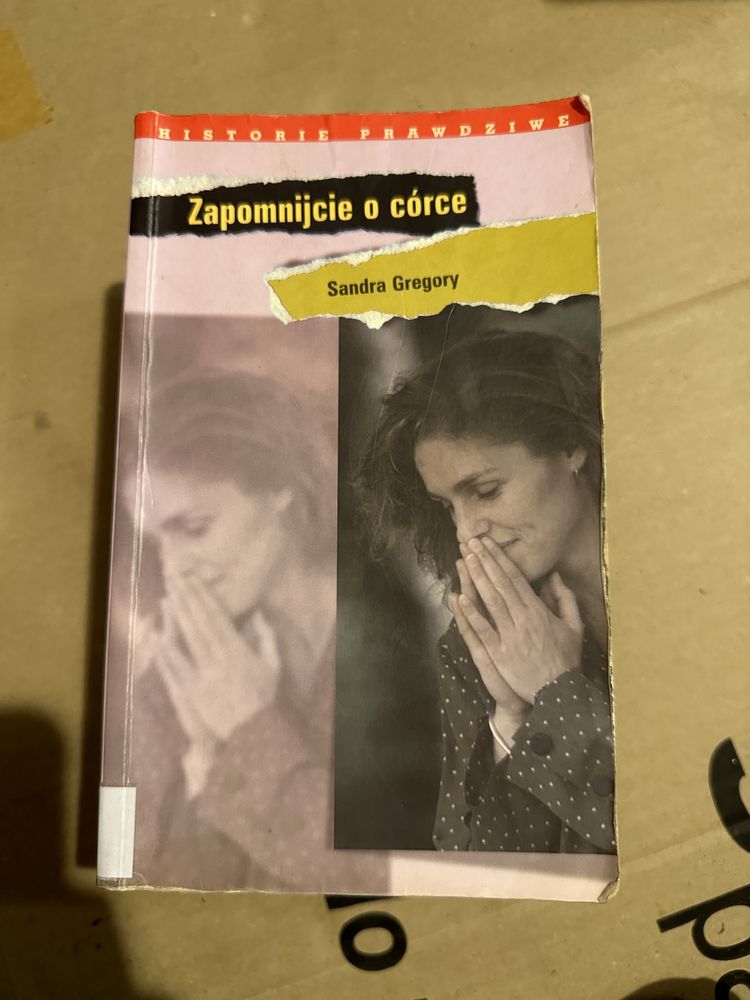 HISTORIE PRAWDZIWE
Zapomnijcie o córce
Sandra Gregory